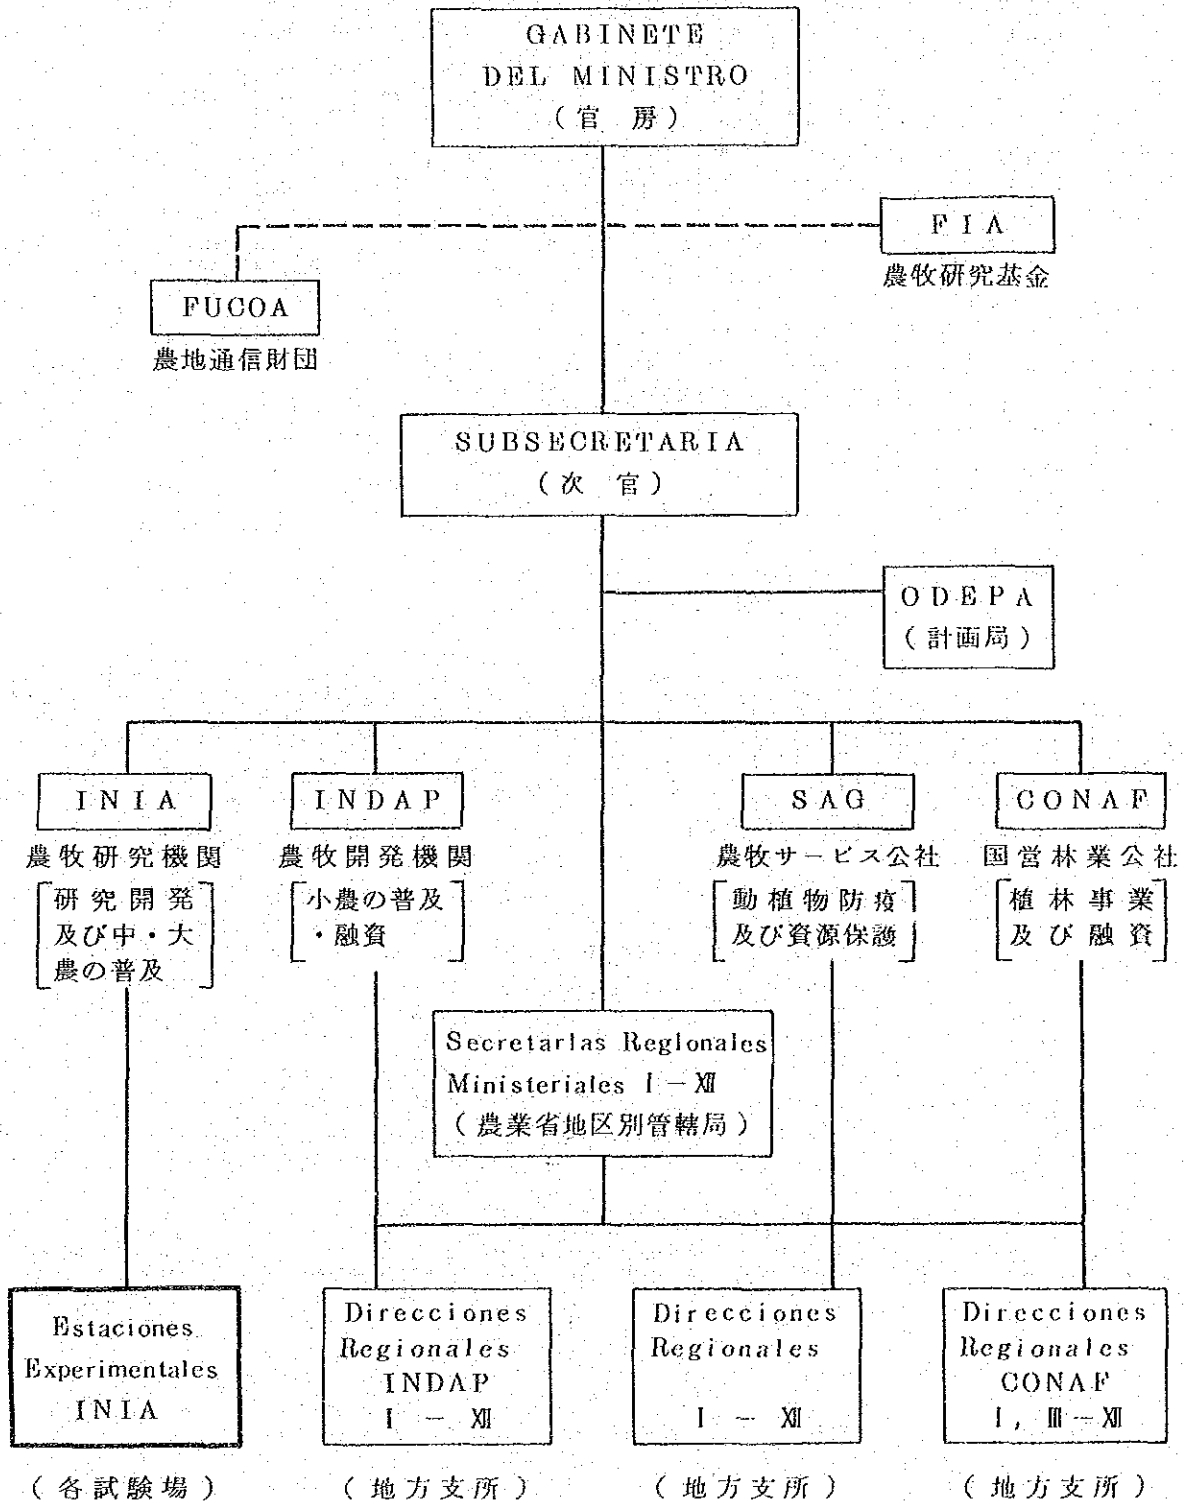 GABINETE
DEL MINISTRO
(官房)
FIA
農牧研究基金
FUCOA
農地通信財団
SUBSECRETARIA
(次官)
ODEPA
(計画局)
INIA
農牧研究機関
研究開発
及び中・大
農の普及
INDAP
農牧開発機関
小農の普及
・融資
SAG
農牧サービス公社
動植物防疫
及び資源保護
CONAF
国営林業公社
植林事業
及び融資
Secretarías Regionales
Ministeriales I-XII
(農業省地区別管轄局)
Estaciones
Experimentales
INIA
(各試験場)
Direcciones
Regionales
INDAP
I - XII
(地方支所)
Direcciones
Regionales
I - XII
(地方支所)
Direcciones
Regionales
CONAF
I, III-XII
(地方支所)